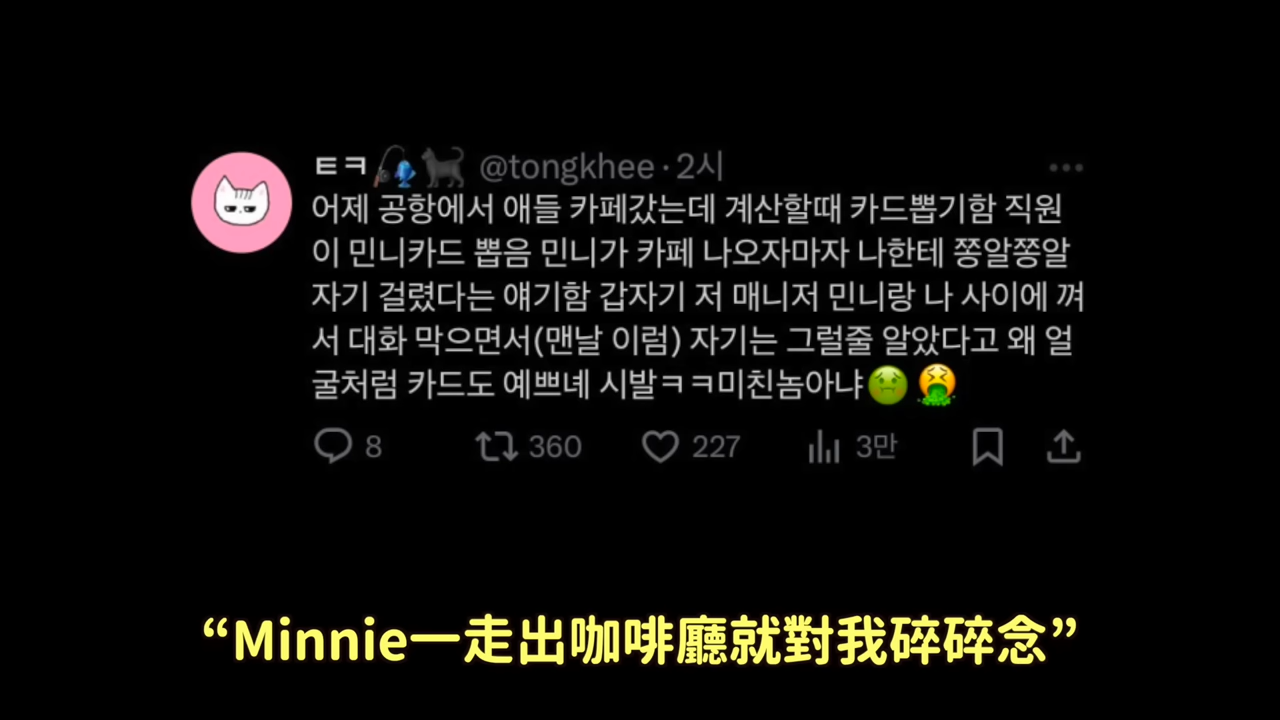 ㅌㅋ🎣🐈‍⬛ @tongkhee · 2시
어제 공항에서 애들 카페갔는데 계산할때 카드뽑기함 직원
이 민니카드 뽑음 민니가 카페 나오자마자 나한테 쫑알쫑알
자기 걸렸다는 얘기함 갑자기 저 매니저 민니랑 나 사이에 껴
서 대화 막으면서(맨날 이럼) 자기는 그럴줄 알았다고 왜 얼
굴처럼 카드도 예쁘녜 시발ㅋㅋ미친놈아냐🤢🤮
8 360 227 3만
“Minnie一走出咖啡廳就對我碎碎念”